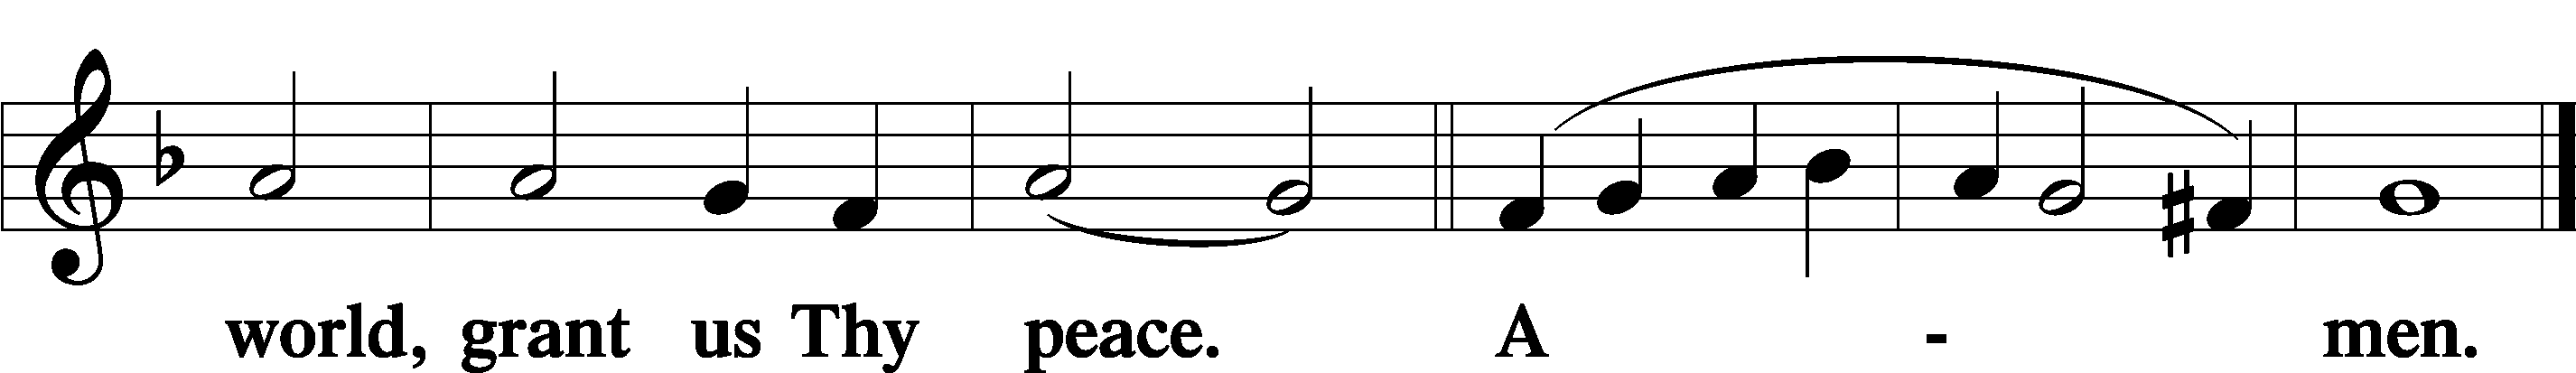 world, grant us Thy peace. A - men.